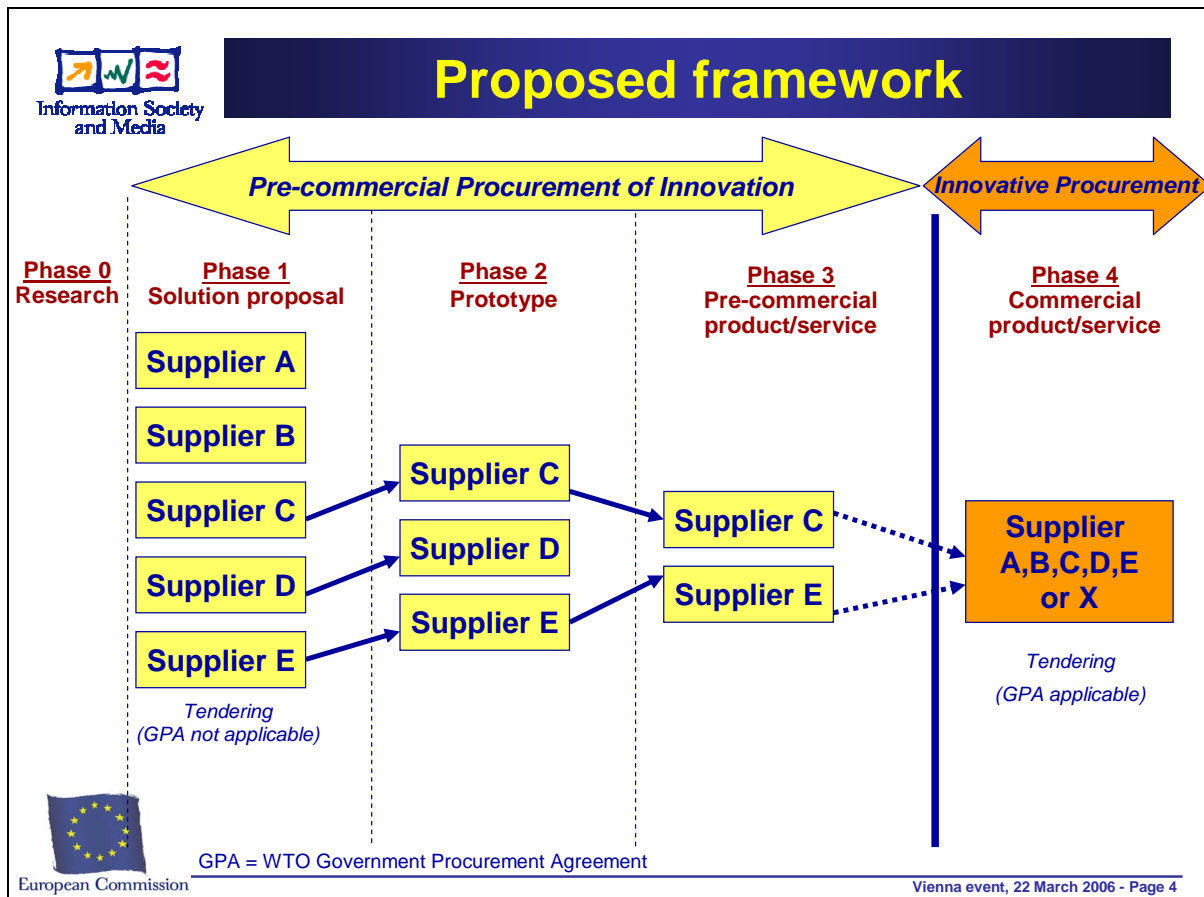 Information Society
and Media
Proposed framework
Pre-commercial Procurement of Innovation
Innovative Procurement
Phase 0
Research
Phase 1
Solution proposal
Phase 2
Prototype
Phase 3
Pre-commercial
product/service
Phase 4
Commercial
product/service
Supplier A
Supplier B
Supplier C
Supplier D
Supplier E
Tendering
(GPA not applicable)
Supplier C
Supplier D
Supplier E
Supplier C
Supplier E
Supplier
A,B,C,D,E
or X
Tendering
(GPA applicable)
GPA = WTO Government Procurement Agreement
European Commission
Vienna event, 22 March 2006 - Page 4